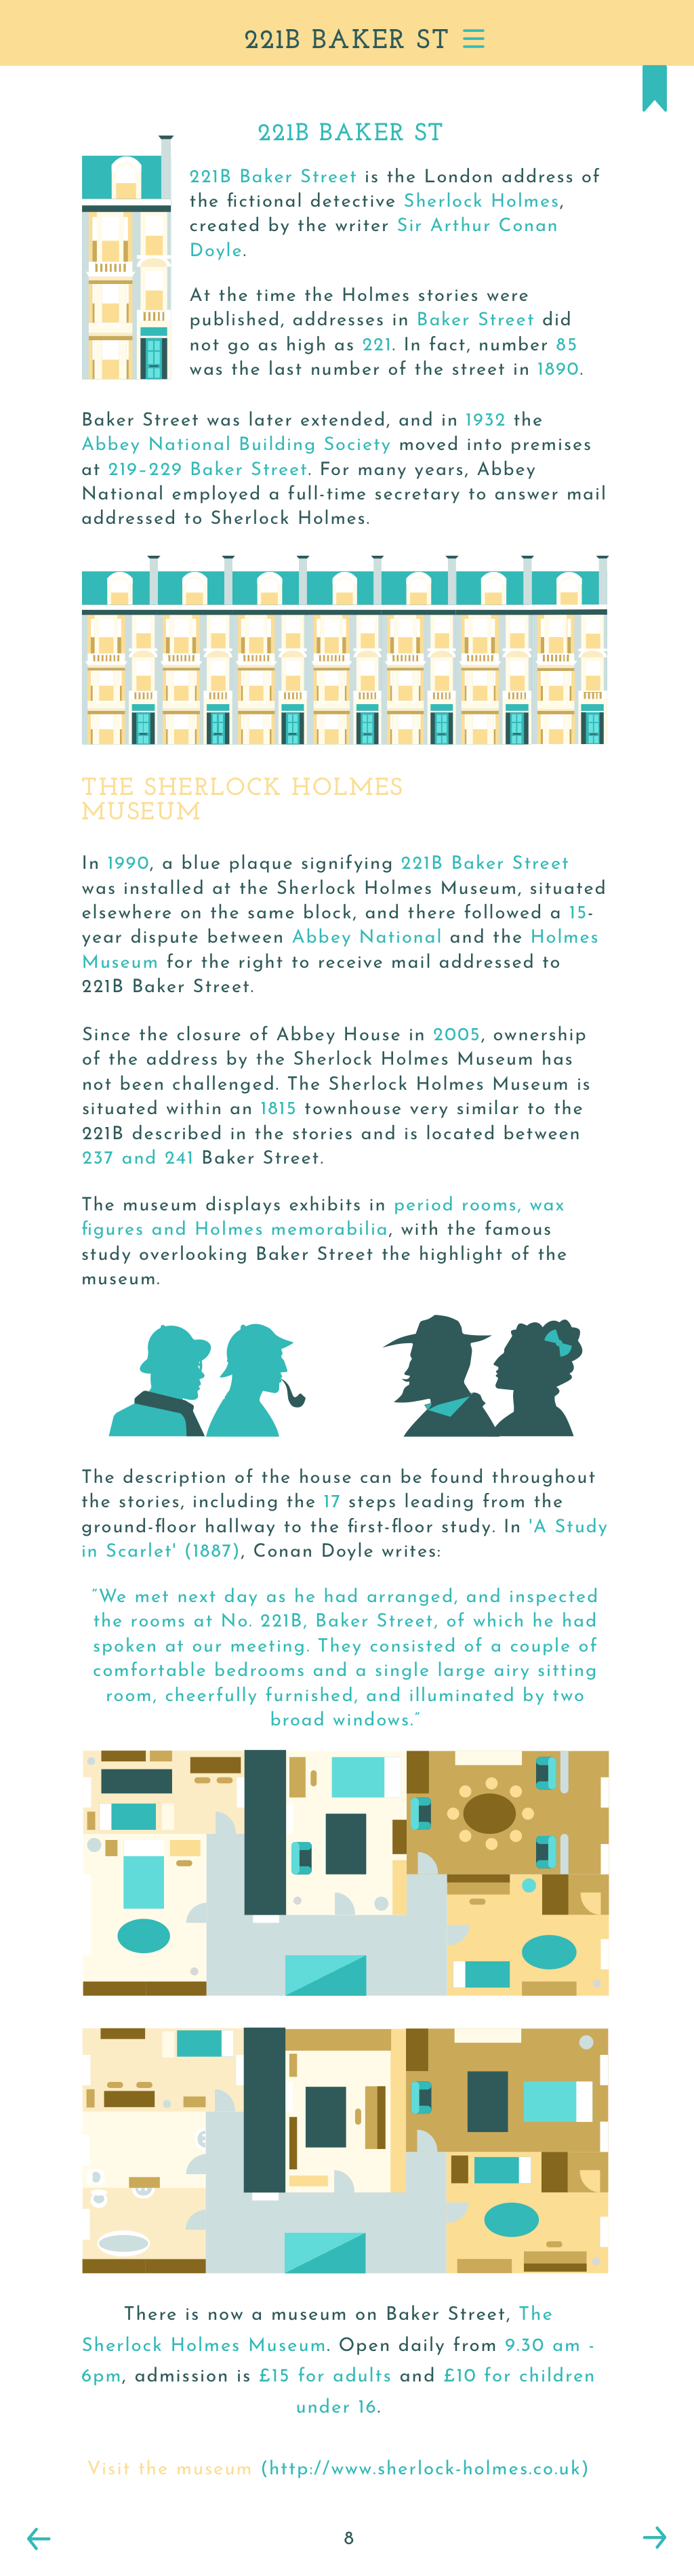 221B BAKER ST
221B BAKER ST
221B Baker Street is the London address of
the fictional detective Sherlock Holmes,
created by the writer Sir Arthur Conan
Doyle.
At the time the Holmes stories were
published, addresses in Baker Street did
not go as high as 221. In fact, number 85
was the last number of the street in 1890.
Baker Street was later extended, and in 1932 the
Abbey National Building Society moved into premises
at 219–229 Baker Street. For many years, Abbey
National employed a full-time secretary to answer mail
addressed to Sherlock Holmes.
THE SHERLOCK HOLMES
MUSEUM
In 1990, a blue plaque signifying 221B Baker Street
was installed at the Sherlock Holmes Museum, situated
elsewhere on the same block, and there followed a 15-
year dispute between Abbey National and the Holmes
Museum for the right to receive mail addressed to
221B Baker Street.
Since the closure of Abbey House in 2005, ownership
of the address by the Sherlock Holmes Museum has
not been challenged. The Sherlock Holmes Museum is
situated within an 1815 townhouse very similar to the
221B described in the stories and is located between
237 and 241 Baker Street.
The museum displays exhibits in period rooms, wax
figures and Holmes memorabilia, with the famous
study overlooking Baker Street the highlight of the
museum.
The description of the house can be found throughout
the stories, including the 17 steps leading from the
ground-floor hallway to the first-floor study. In 'A Study
in Scarlet' (1887), Conan Doyle writes:
"We met next day as he had arranged, and inspected
the rooms at No. 221B, Baker Street, of which he had
spoken at our meeting. They consisted of a couple of
comfortable bedrooms and a single large airy sitting
room, cheerfully furnished, and illuminated by two
broad windows."
There is now a museum on Baker Street, The
Sherlock Holmes Museum. Open daily from 9.30 am -
6pm, admission is £15 for adults and £10 for children
under 16.
Visit the museum (http://www.sherlock-holmes.co.uk)
8